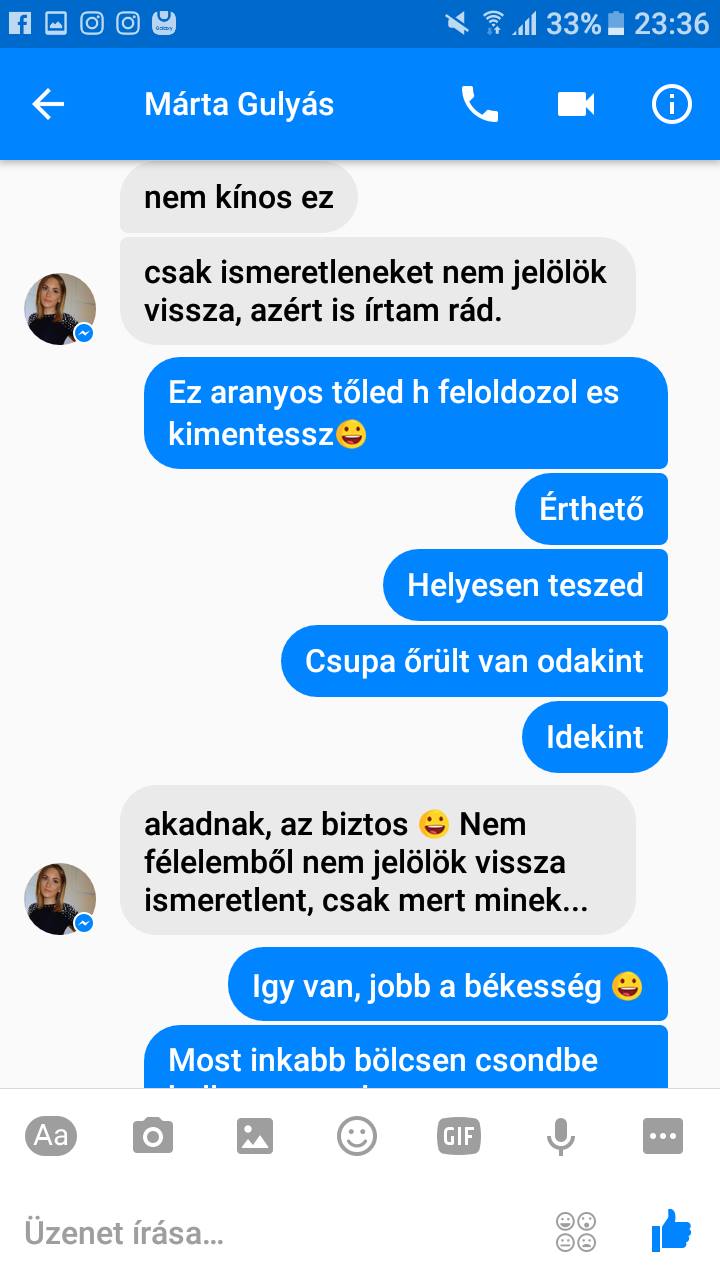 33% 23:36
Márta Gulyás
nem kínos ez
csak ismeretleneket nem jelölök
vissza, azért is írtam rád.
Ez aranyos tőled h feloldozol es
kimentessz😀
Érthető
Helyesen teszed
Csupa őrült van odakint
Idekint
akadnak, az biztos 😀 Nem
félelemből nem jelölök vissza
ismeretlent, csak mert minek...
Igy van, jobb a békesség 😀
Most inkabb bölcsen csondbe
Aa
GIF
Üzenet írása...